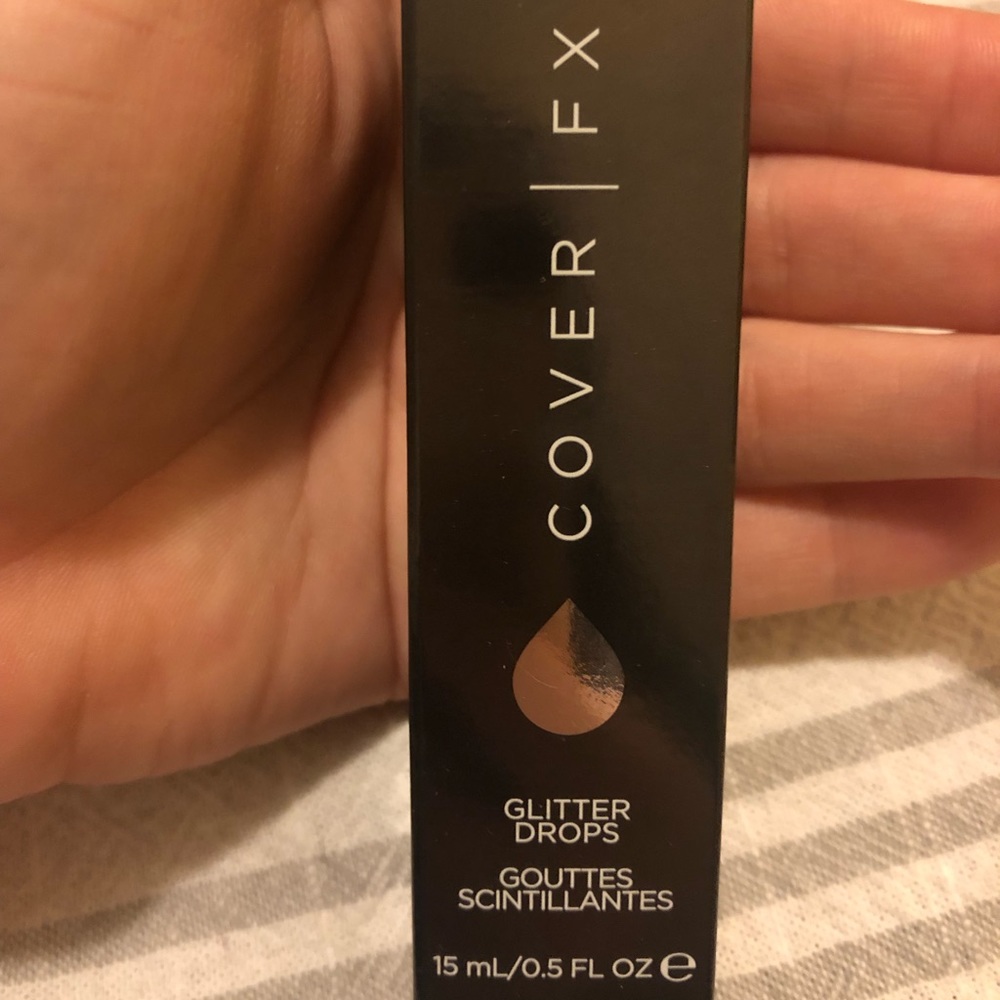 COVER | FX
GLITTER
DROPS
GOUTTES
SCINTILLANTES
15 mL/0.5 FL OZ ℮